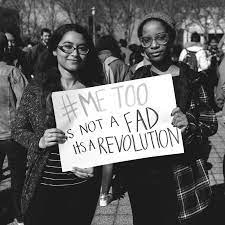 #ME TOO
IS NOT A FAD
ITS A REVOLUTION